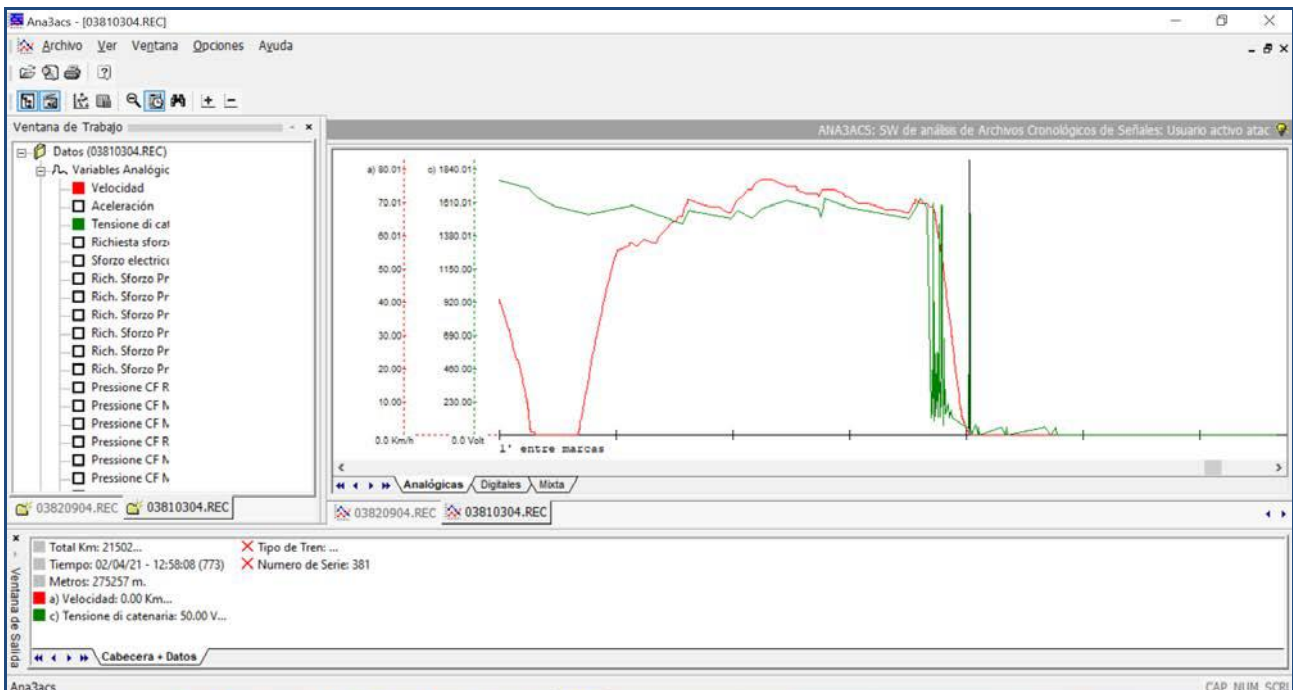 Ana3acs - [03810304.REC]
Archivo Ver Ventana Opciones Ayuda
Ventana de Trabajo
ANA3ACS: SW de análisis de Archivos Cronológicos de Señales: Usuario activo atac
Datos (03810304.REC)
Variables Analógic
Velocidad
Aceleración
Tensione di cat
Richiesta sforz
Sforzo electrico
Rich. Sforzo Pr
Rich. Sforzo Pr
Rich. Sforzo Pr
Rich. Sforzo Pr
Rich. Sforzo Pr
Rich. Sforzo Pr
Pressione CF R
Pressione CF M
Pressione CF M
Pressione CF R
Pressione CF M
Pressione CF M
03820904.REC 03810304.REC
a) 80.01 c) 1840.01
70.01 1610.01
60.01 1380.01
50.00 1150.00
40.00 920.00
30.00 690.00
20.00 460.00
10.00 230.00
0.0 Km/h 0.0 Volt
1' entre marcas
Analógicas Digitales Mixta
03820904.REC 03810304.REC
Ventana de Salida
Total Km: 21502... Tipo de Tren: ...
Tiempo: 02/04/21 - 12:58:08 (773) Numero de Serie: 381
Metros: 275257 m.
a) Velocidad: 0.00 Km...
c) Tensione di catenaria: 50.00 V...
Cabecera + Datos
Ana3acs CAP NUM SCRL